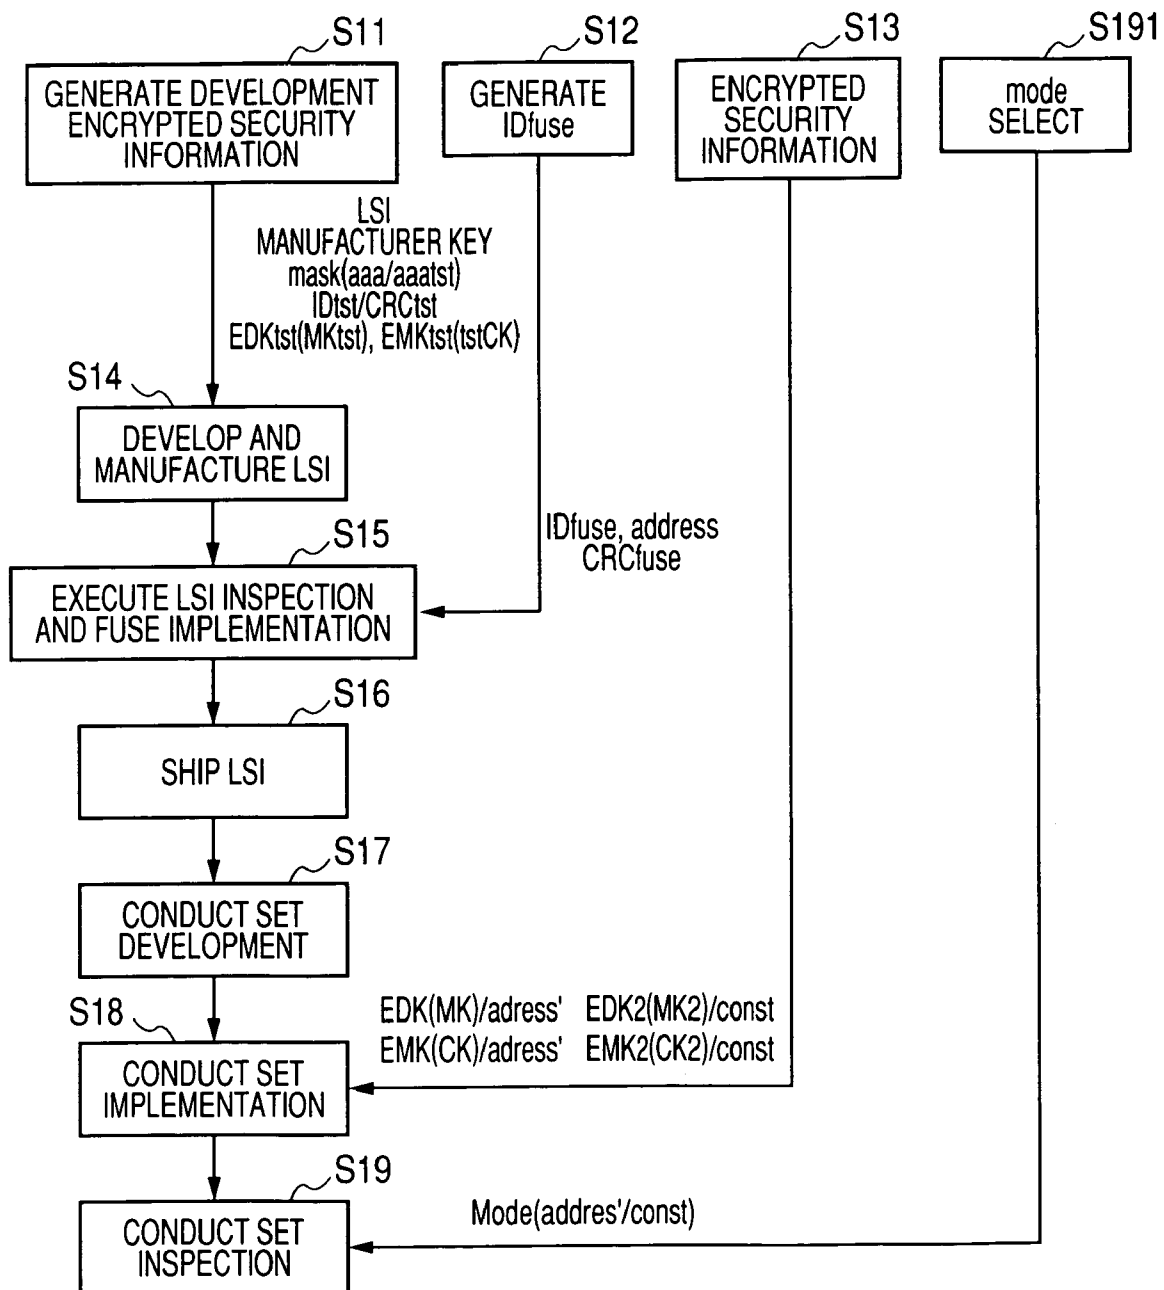 S11
GENERATE DEVELOPMENT
ENCRYPTED SECURITY
INFORMATION
S12
GENERATE
IDfuse
S13
ENCRYPTED
SECURITY
INFORMATION
S191
mode
SELECT
LSI
MANUFACTURER KEY
mask(aaa/aaatst)
IDtst/CRCtst
EDKtst(MKtst), EMKtst(tstCK)
S14
DEVELOP AND
MANUFACTURE LSI
IDfuse, address
CRCfuse
S15
EXECUTE LSI INSPECTION
AND FUSE IMPLEMENTATION
S16
SHIP LSI
S17
CONDUCT SET
DEVELOPMENT
EDK(MK)/adress' EDK2(MK2)/const
EMK(CK)/adress' EMK2(CK2)/const
S18
CONDUCT SET
IMPLEMENTATION
S19
CONDUCT SET
INSPECTION
Mode(addres'/const)